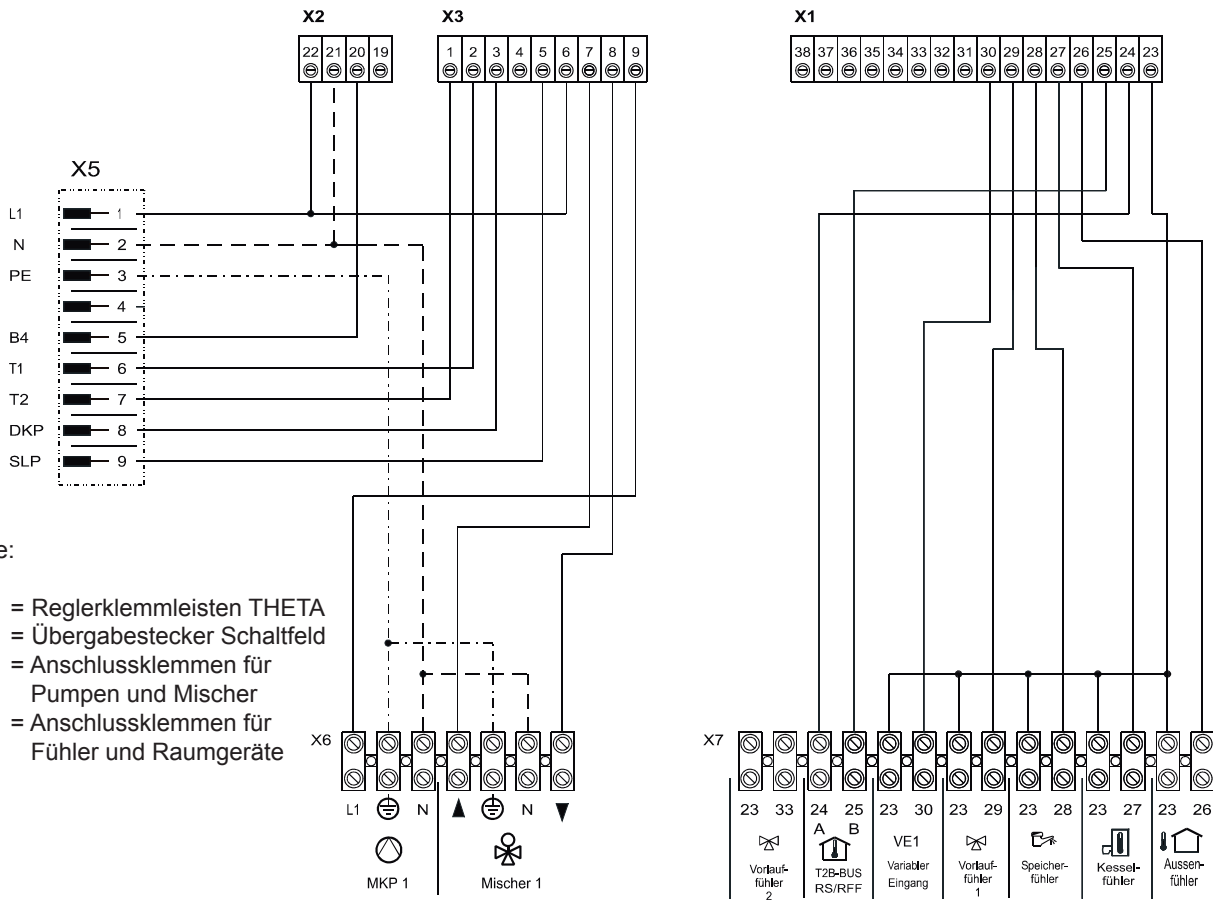 X2 X3 X1
22 21 20 19 1 2 3 4 5 6 7 8 9 38 37 36 35 34 33 32 31 30 29 28 27 26 25 24 23
X5
L1 1
N 2
PE 3
4
B4 5
T1 6
T2 7
DKP 8
SLP 9
e:
= Reglerklemmleisten THETA
= Übergabestecker Schaltfeld
= Anschlussklemmen für
Pumpen und Mischer
= Anschlussklemmen für
Fühler und Raumgeräte
X6 X7
L1 N N
MKP 1 Mischer 1
23 33 24 25 23 30 23 29 23 28 23 27 23 26
A B
Vorlauf-
fühler
2
T2B-BUS
RS/RFF
VE1
Variabler
Eingang
Vorlauf-
fühler
1
Speicher-
fühler
Kessel-
fühler
Aussen-
fühler